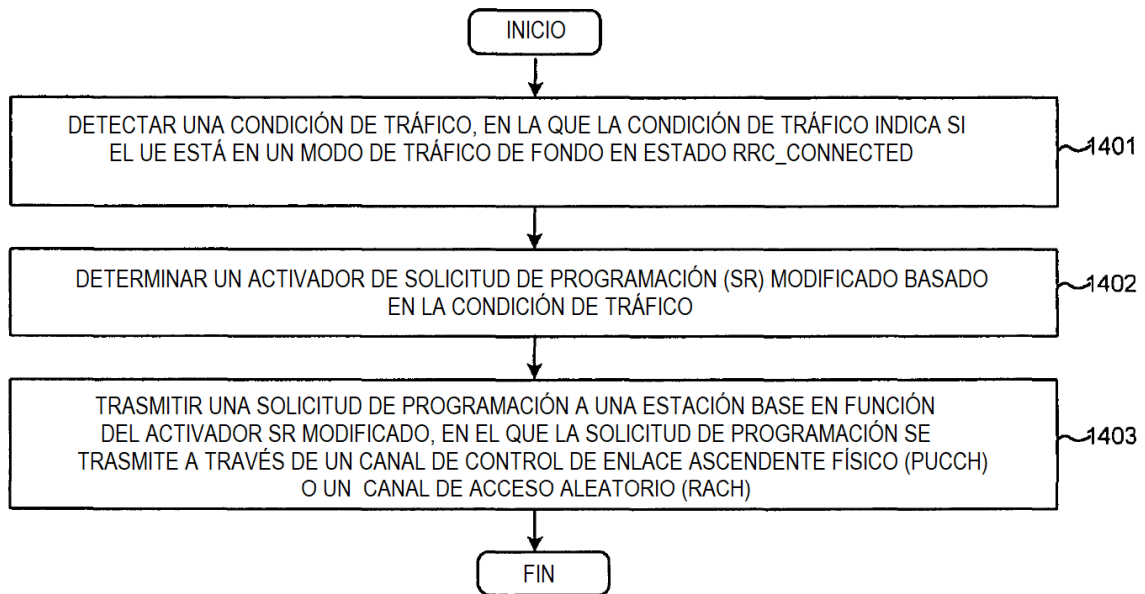 INICIO
DETECTAR UNA CONDICIÓN DE TRÁFICO, EN LA QUE LA CONDICIÓN DE TRÁFICO INDICA SI
EL UE ESTÁ EN UN MODO DE TRÁFICO DE FONDO EN ESTADO RRC_CONNECTED
1401
DETERMINAR UN ACTIVADOR DE SOLICITUD DE PROGRAMACIÓN (SR) MODIFICADO BASADO
EN LA CONDICIÓN DE TRÁFICO
1402
TRASMITIR UNA SOLICITUD DE PROGRAMACIÓN A UNA ESTACIÓN BASE EN FUNCIÓN
DEL ACTIVADOR SR MODIFICADO, EN EL QUE LA SOLICITUD DE PROGRAMACIÓN SE
TRASMITE A TRAVÉS DE UN CANAL DE CONTROL DE ENLACE ASCENDENTE FÍSICO (PUCCH)
O UN CANAL DE ACCESO ALEATORIO (RACH)
1403
FIN